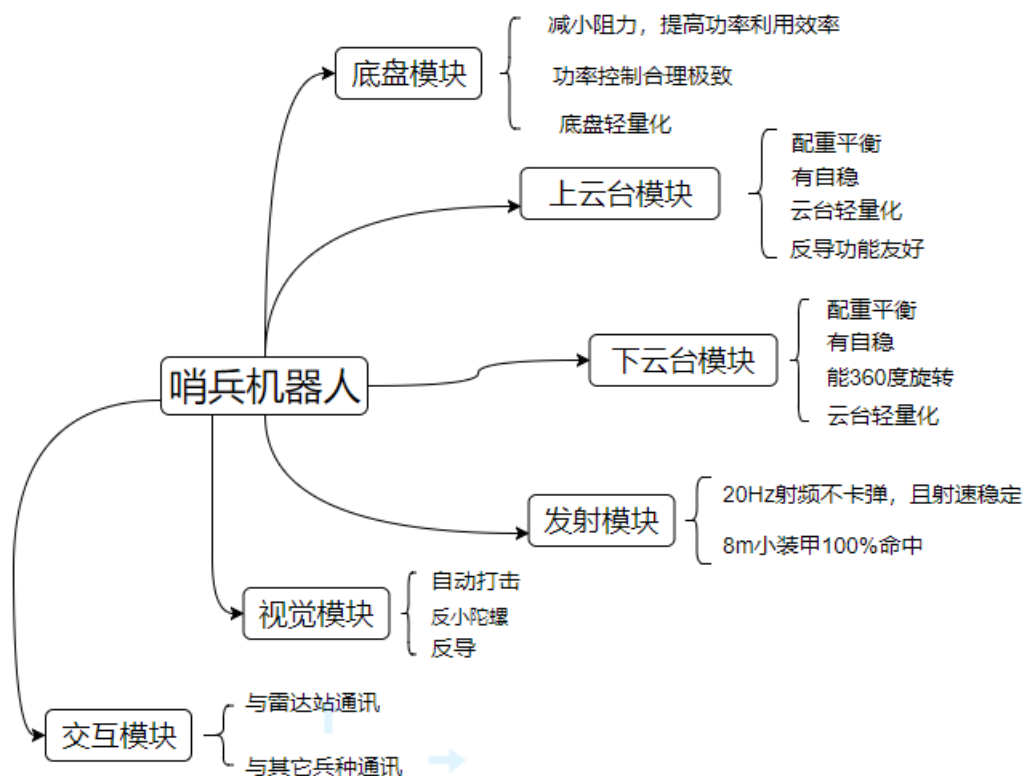 减小阻力，提高功率利用效率
底盘模块
功率控制合理极致
底盘轻量化
配重平衡
有自稳
上云台模块
云台轻量化
反导功能友好
配重平衡
有自稳
下云台模块
能360度旋转
云台轻量化
哨兵机器人
20Hz射频不卡弹，且射速稳定
发射模块
8m小装甲100%命中
自动打击
视觉模块
反小陀螺
反导
与雷达站通讯
交互模块
与其它兵种通讯